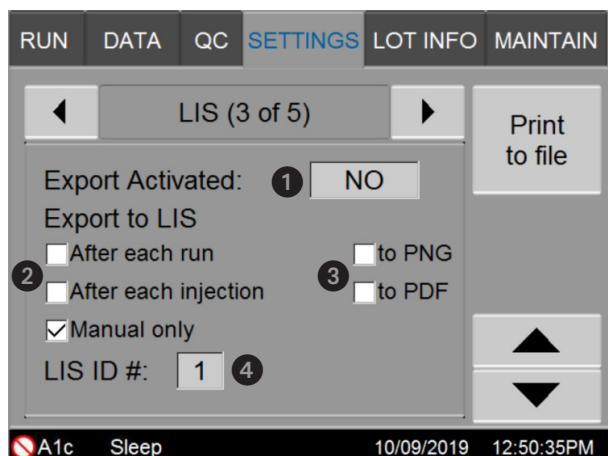 RUN DATA QC SETTINGS LOT INFO MAINTAIN
LIS (3 of 5)
Print
to file
Export Activated: 1 NO
Export to LIS
After each run
to PNG
2
3
After each injection
to PDF
Manual only
LIS ID #: 1 4
A1c Sleep 10/09/2019 12:50:35PM